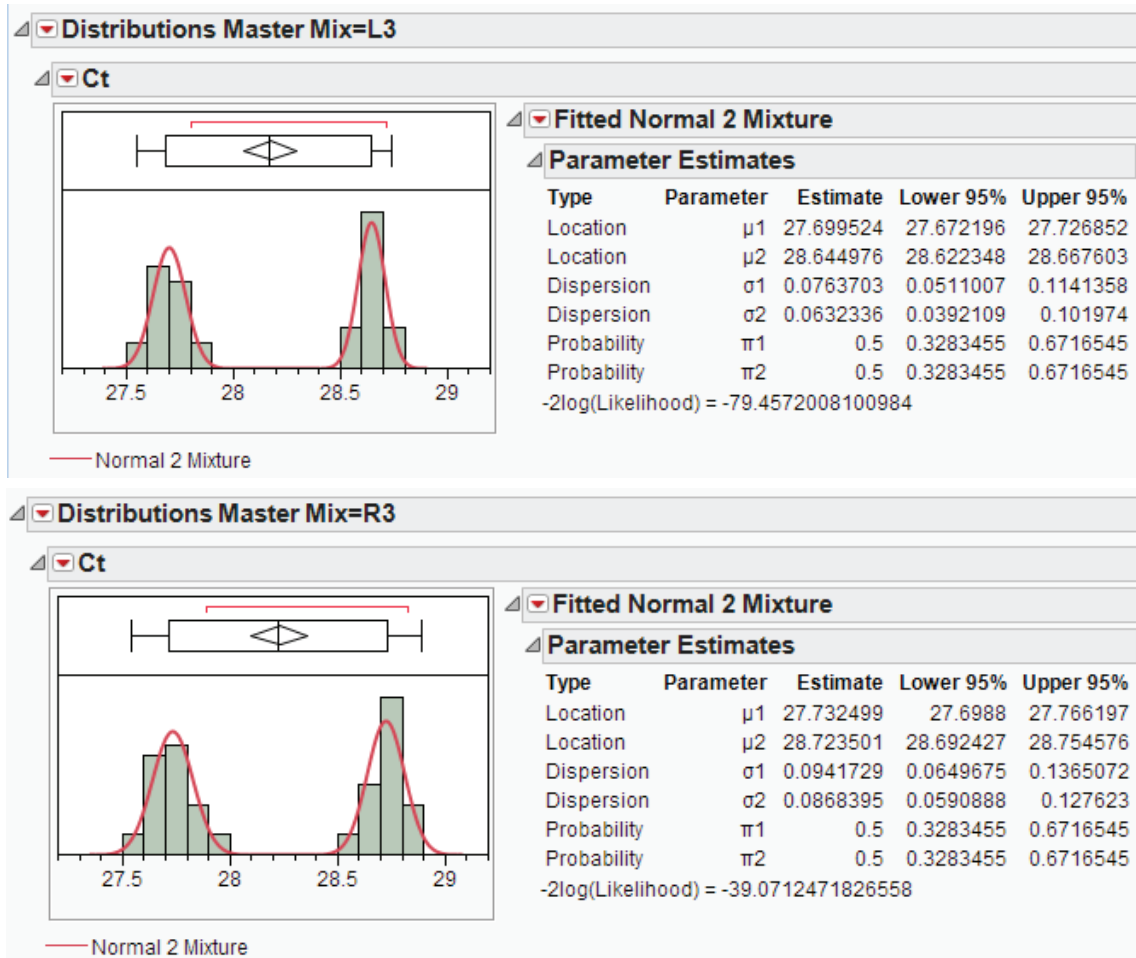 Distributions Master Mix=L3
Ct
27.5 28 28.5 29
Normal 2 Mixture
Fitted Normal 2 Mixture
Parameter Estimates
Type Parameter Estimate Lower 95% Upper 95%
Location μ1 27.699524 27.672196 27.726852
Location μ2 28.644976 28.622348 28.667603
Dispersion σ1 0.0763703 0.0511007 0.1141358
Dispersion σ2 0.0632336 0.0392109 0.101974
Probability π1 0.5 0.3283455 0.6716545
Probability π2 0.5 0.3283455 0.6716545
-2log(Likelihood) = -79.4572008100984
Distributions Master Mix=R3
Ct
27.5 28 28.5 29
Normal 2 Mixture
Fitted Normal 2 Mixture
Parameter Estimates
Type Parameter Estimate Lower 95% Upper 95%
Location μ1 27.732499 27.6988 27.766197
Location μ2 28.723501 28.692427 28.754576
Dispersion σ1 0.0941729 0.0649675 0.1365072
Dispersion σ2 0.0868395 0.0590888 0.127623
Probability π1 0.5 0.3283455 0.6716545
Probability π2 0.5 0.3283455 0.6716545
-2log(Likelihood) = -39.0712471826558